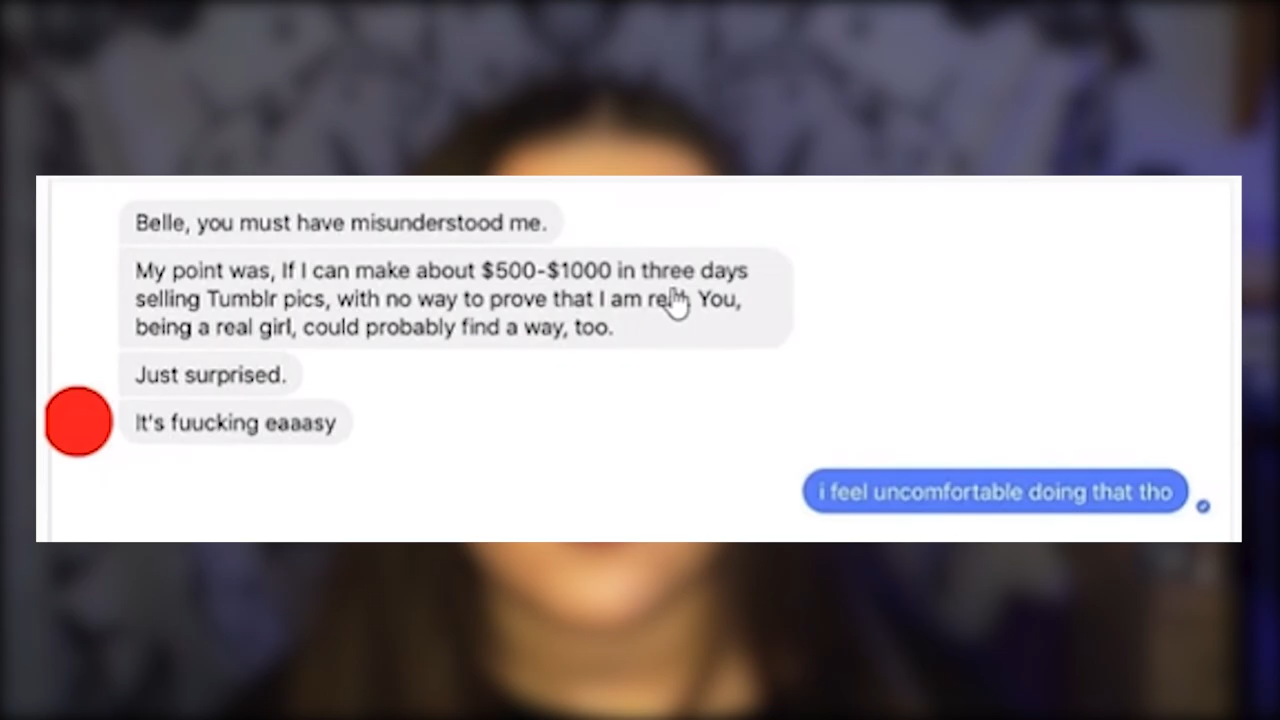 Belle, you must have misunderstood me.
My point was, If I can make about $500-$1000 in three days
selling Tumblr pics, with no way to prove that I am You,
being a real girl, could probably find a way, too.
Just surprised.
It's fuucking eaaasy
i feel uncomfortable doing that tho